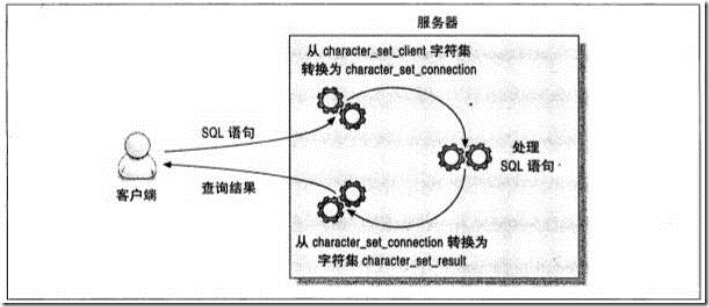 服务器
从 character_set_client 字符集
转换为 character_set_connection
SQL 语句
处理
SQL 语句
客户端
查询结果
从 character_set_connection 转换为
字符集 character_set_result